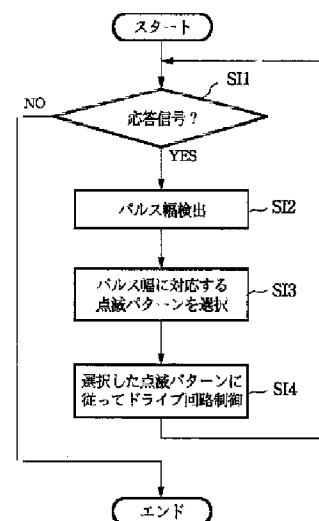 スタート
SI1
NO
応答信号?
YES
パルス幅検出
SI2
パルス幅に対応する
点滅パターンを選択
SI3
選択した点滅パターンに
従ってドライブ回路制御
SI4
エンド